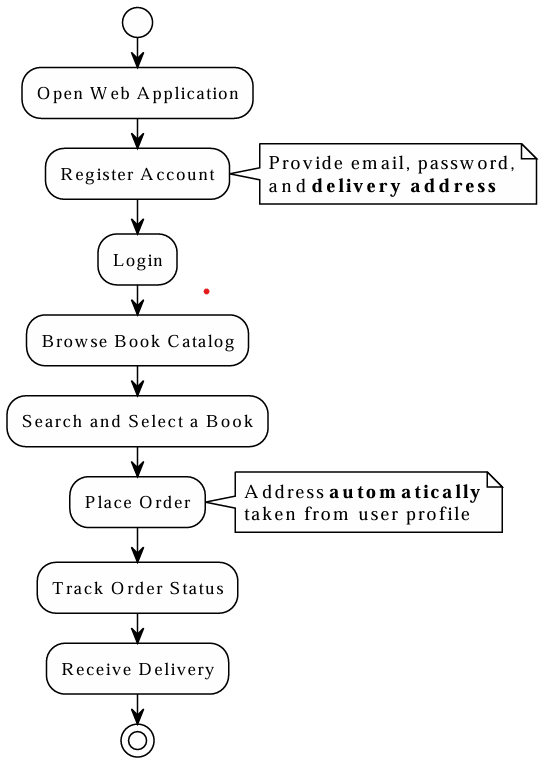 Open Web Application
Register Account
Provide email, password,
and delivery address
Login
Browse Book Catalog
Search and Select a Book
Place Order
Address automatically
taken from user profile
Track Order Status
Receive Delivery